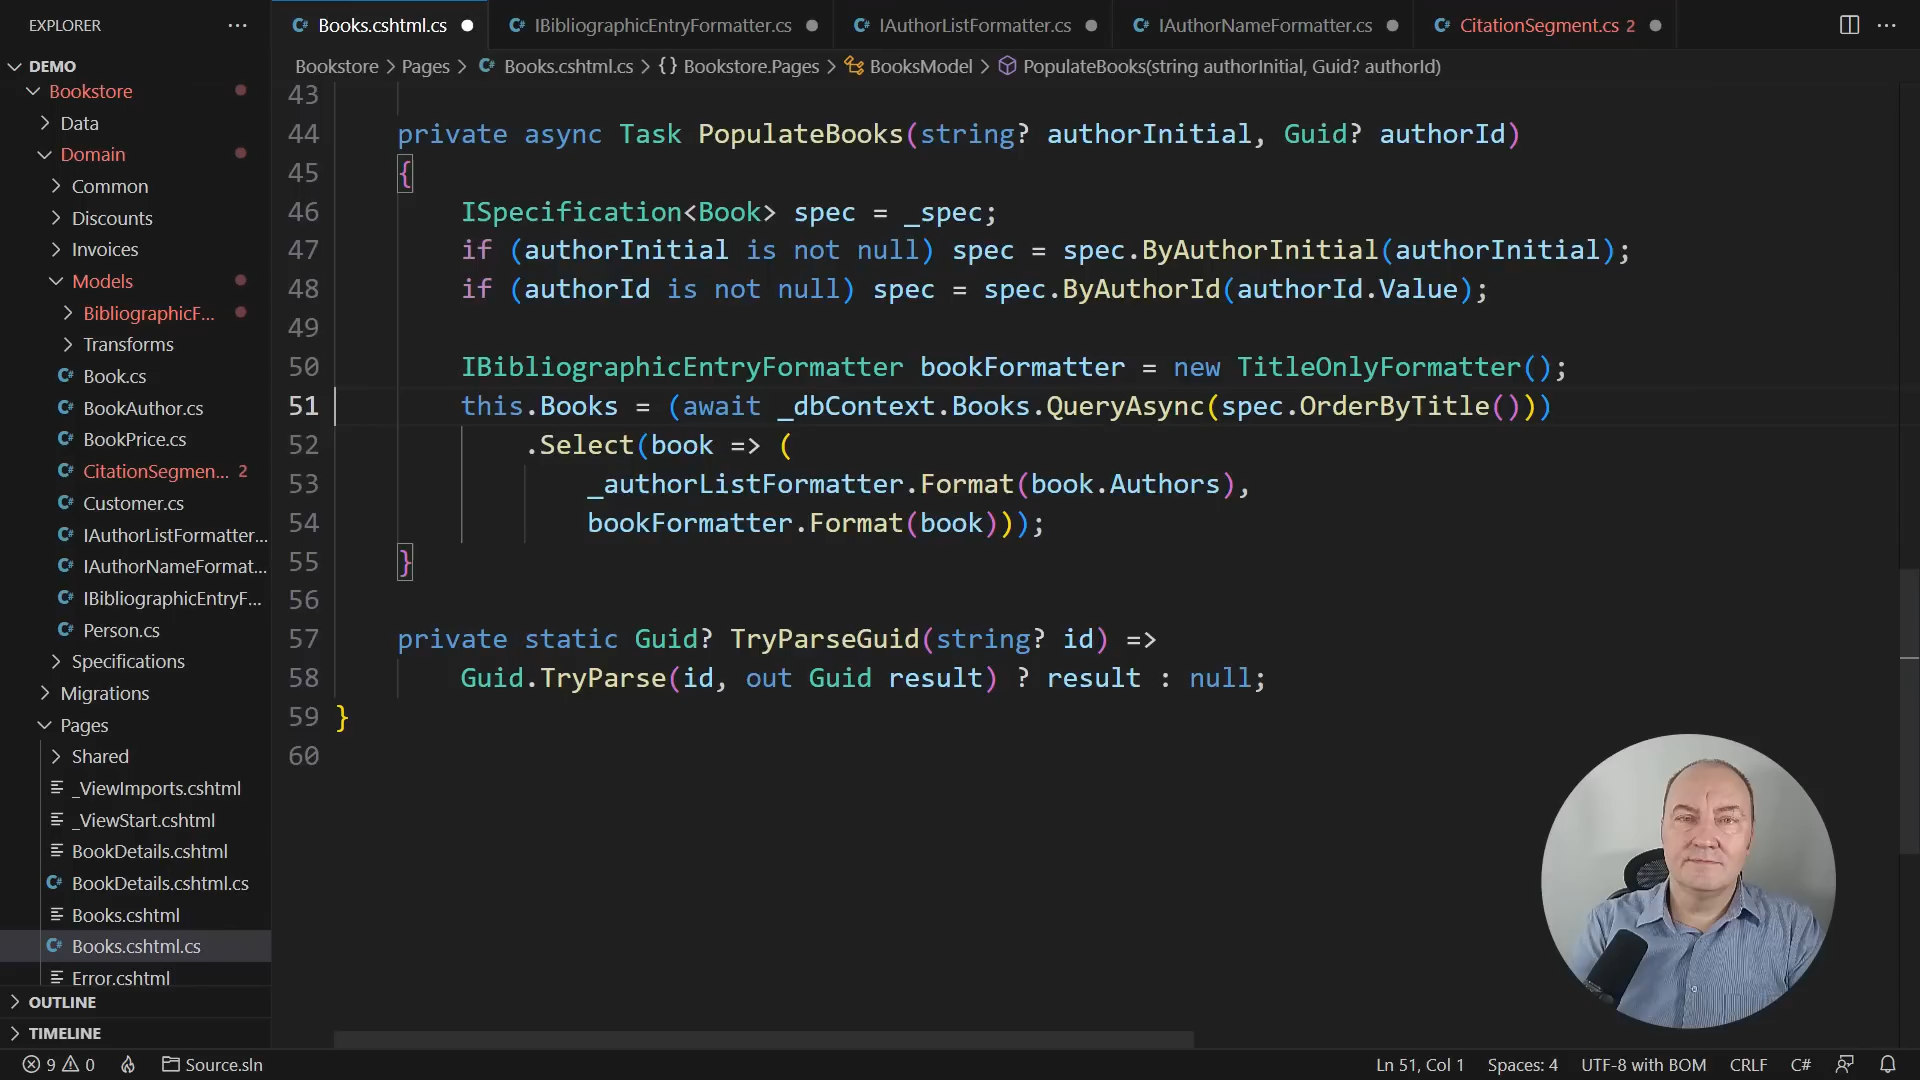 EXPLORER
Books.cshtml.cs
IBibliographicEntryFormatter.cs
IAuthorListFormatter.cs
IAuthorNameFormatter.cs
CitationSegment.cs 2
DEMO
Bookstore > Pages > Books.cshtml.cs > {} Bookstore.Pages > BooksModel > PopulateBooks(string authorInitial, Guid? authorId)
Bookstore
Data
Domain
Common
Discounts
Invoices
Models
BibliographicF...
Transforms
Book.cs
BookAuthor.cs
BookPrice.cs
CitationSegmen... 2
Customer.cs
IAuthorListFormatter...
IAuthorNameFormat...
IBibliographicEntryF...
Person.cs
Specifications
Migrations
Pages
Shared
_ViewImports.cshtml
_ViewStart.cshtml
BookDetails.cshtml
BookDetails.cshtml.cs
Books.cshtml
Books.cshtml.cs
Error.cshtml
OUTLINE
TIMELINE
43
44 private async Task PopulateBooks(string? authorInitial, Guid? authorId)
45 {
46 ISpecification<Book> spec = _spec;
47 if (authorInitial is not null) spec = spec.ByAuthorInitial(authorInitial);
48 if (authorId is not null) spec = spec.ByAuthorId(authorId.Value);
49
50 IBibliographicEntryFormatter bookFormatter = new TitleOnlyFormatter();
51 this.Books = (await _dbContext.Books.QueryAsync(spec.OrderByTitle()))
52 .Select(book => (
53 _authorListFormatter.Format(book.Authors),
54 bookFormatter.Format(book)));
55 }
56
57 private static Guid? TryParseGuid(string? id) =>
58 Guid.TryParse(id, out Guid result) ? result : null;
59 }
60
9 0 Source.sln
Ln 51, Col 1 Spaces: 4 UTF-8 with BOM CRLF C#